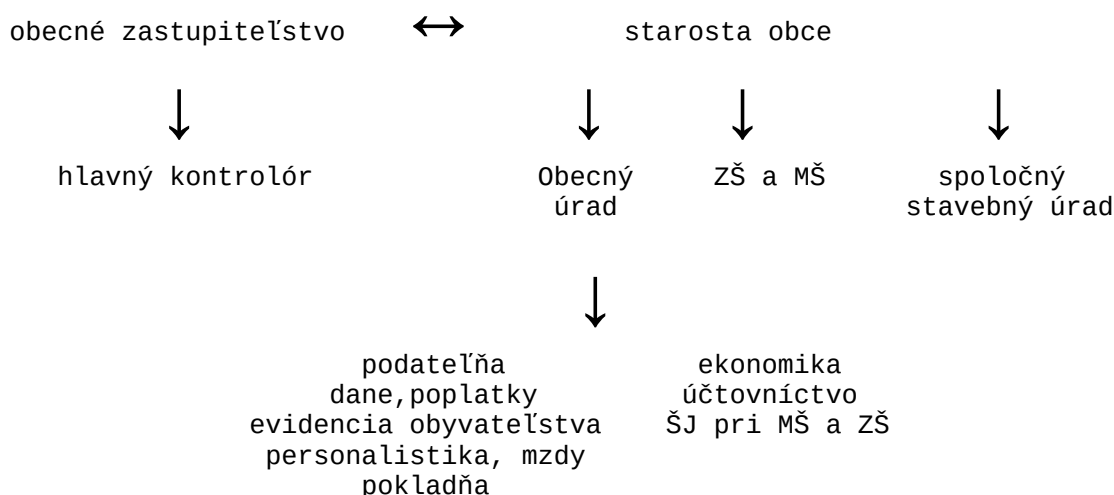 obecné zastupiteľstvo ↔ starosta obce
↓ ↓ ↓ ↓
hlavný kontrolór Obecný ZŠ a MŠ spoločný
úrad stavebný úrad
↓
podateľňa ekonomika
dane,poplatky účtovníctvo
evidencia obyvateľstva ŠJ pri MŠ a ZŠ
personalistika, mzdy
pokladňa